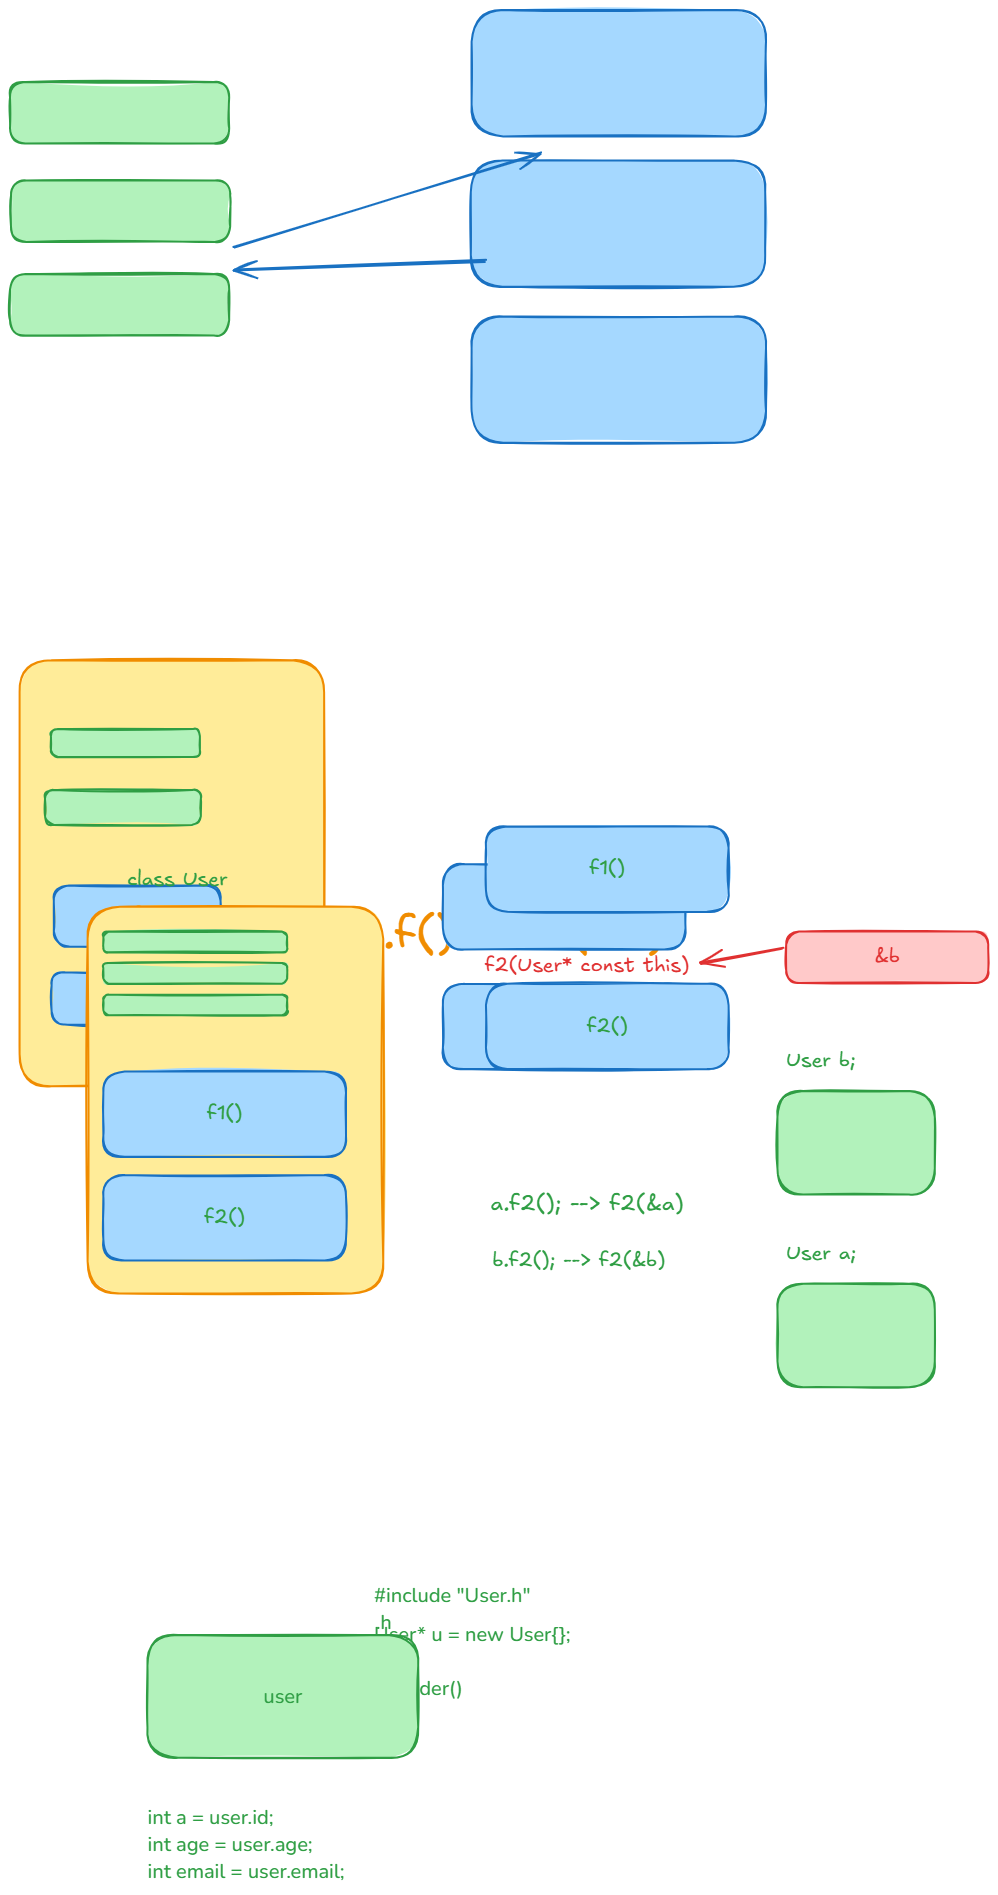 class User
f1()
.f()
f2(User* const this)
&b
f2()
User b;
f1()
f2()
a.f2(); --> f2(&a)
b.f2(); --> f2(&b)
User a;
#include "User.h"
h
User* u = new User{};
der()
user
int a = user.id;
int age = user.age;
int email = user.email;